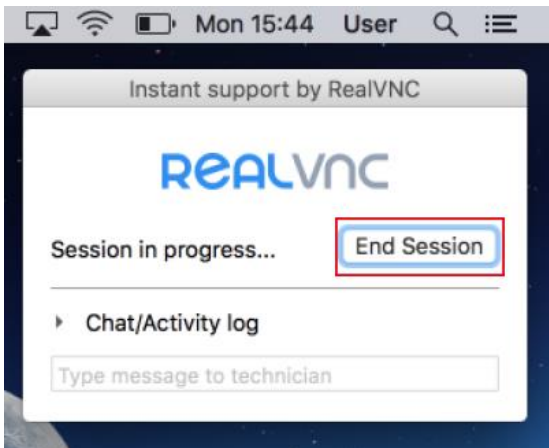 Mon 15:44 User
Instant support by RealVNC
REALVNC
Session in progress... End Session
Chat/Activity log
Type message to technician